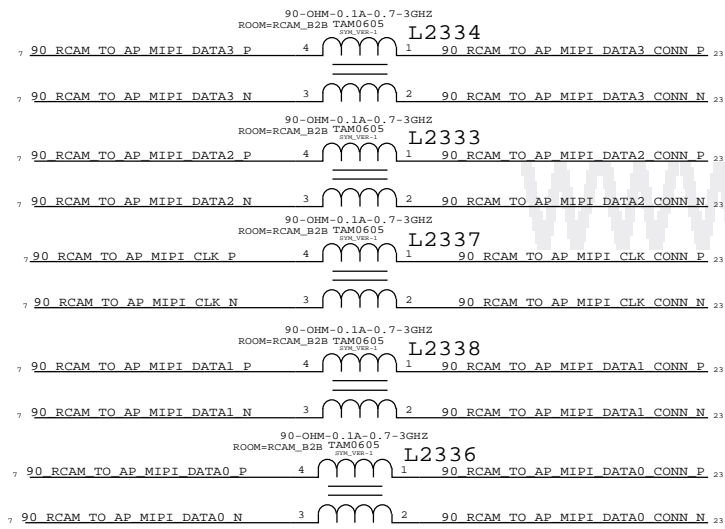 90-OHM-0.1A-0.7-3GHZ
ROOM=RCAM_B2B TAM0605
SYM_VER-1
L2334
7 90_RCAM_TO_AP_MIPI_DATA3_P 4 1 90_RCAM_TO_AP_MIPI_DATA3_CONN_P 23
7 90_RCAM_TO_AP_MIPI_DATA3_N 3 2 90_RCAM_TO_AP_MIPI_DATA3_CONN_N 23
90-OHM-0.1A-0.7-3GHZ
ROOM=RCAM_B2B TAM0605
SYM_VER-1
L2333
7 90_RCAM_TO_AP_MIPI_DATA2_P 4 1 90_RCAM_TO_AP_MIPI_DATA2_CONN_P 23
7 90_RCAM_TO_AP_MIPI_DATA2_N 3 2 90_RCAM_TO_AP_MIPI_DATA2_CONN_N 23
90-OHM-0.1A-0.7-3GHZ
ROOM=RCAM_B2B TAM0605
SYM_VER-1
L2337
7 90_RCAM_TO_AP_MIPI_CLK_P 4 1 90_RCAM_TO_AP_MIPI_CLK_CONN_P 23
7 90_RCAM_TO_AP_MIPI_CLK_N 3 2 90_RCAM_TO_AP_MIPI_CLK_CONN_N 23
90-OHM-0.1A-0.7-3GHZ
ROOM=RCAM_B2B TAM0605
SYM_VER-1
L2338
7 90_RCAM_TO_AP_MIPI_DATA1_P 4 1 90_RCAM_TO_AP_MIPI_DATA1_CONN_P 23
7 90_RCAM_TO_AP_MIPI_DATA1_N 3 2 90_RCAM_TO_AP_MIPI_DATA1_CONN_N 23
90-OHM-0.1A-0.7-3GHZ
ROOM=RCAM_B2B TAM0605
SYM_VER-1
L2336
7 90_RCAM_TO_AP_MIPI_DATA0_P 4 1 90_RCAM_TO_AP_MIPI_DATA0_CONN_P 23
7 90_RCAM_TO_AP_MIPI_DATA0_N 3 2 90_RCAM_TO_AP_MIPI_DATA0_CONN_N 23